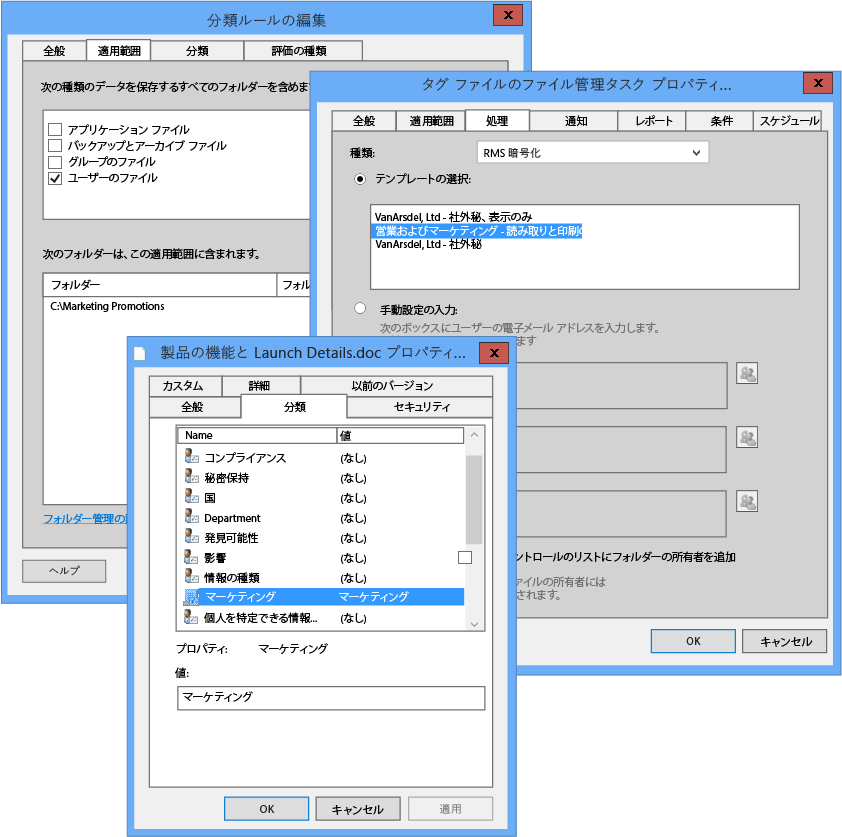 分類ルールの編集
X
全般
適用範囲
分類
評価の種類
次の種類のデータを保存するすべてのフォルダーを含めま
アプリケーション ファイル
バックアップとアーカイブ ファイル
グループのファイル
ユーザーのファイル
次のフォルダーは、この適用範囲に含まれます。
フォルダー
フォル
C:\Marketing Promotions
フォルダー管理の
ヘルプ
タグ ファイルのファイル管理タスク プロパティ...
X
全般
適用範囲
処理
通知
レポート
条件
スケジュール
種類:
RMS 暗号化
テンプレートの選択:
VanArsdel, Ltd - 社外秘、表示のみ
営業およびマーケティング - 読み取りと印刷の
VanArsdel, Ltd - 社外秘
手動設定の入力:
次のボックスにユーザーの電子メール アドレスを入力します。
ます
ントロールのリストにフォルダーの所有者を追加
ァイルの所有者には
されます。
OK
キャンセル
製品の機能と Launch Details.doc プロパティ...
X
カスタム
詳細
以前のバージョン
全般
分類
セキュリティ
Name
値
コンプライアンス (なし)
秘密保持 (なし)
国 (なし)
Department (なし)
発見可能性 (なし)
影響 (なし)
情報の種類 (なし)
マーケティング マーケティング
個人を特定できる情報... (なし)
プロパティ: マーケティング
値:
マーケティング
OK
キャンセル
適用